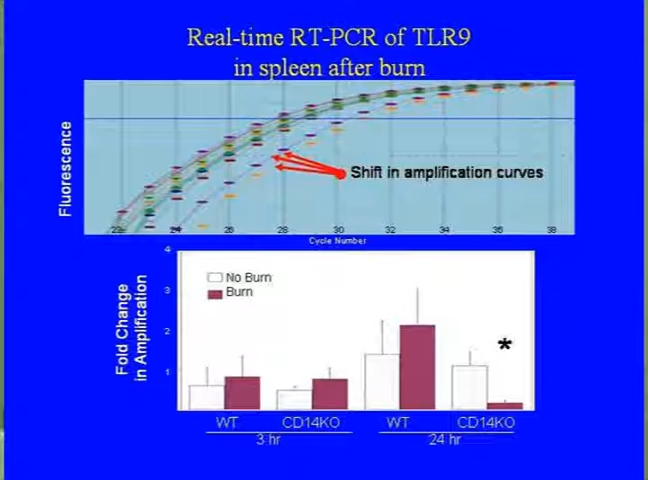 Real-time RT-PCR of TLR9
in spleen after burn
Fluorescence
Shift in amplification curves
22 23 24 26 28 30 32 34 36 38
Cycle Number
Fold Change
in Amplification
4
3
2
1
No Burn
Burn
*
WT CD14KO WT CD14KO
3 hr 24 hr